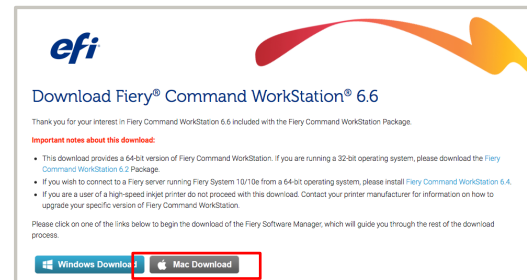 efi
Download Fiery® Command WorkStation® 6.6
Thank you for your interest in Fiery Command WorkStation 6.6 included with the Fiery Command WorkStation Package.
Important notes about this download:
• This download provides a 64-bit version of Fiery Command WorkStation. If you are running a 32-bit operating system, please download the Fiery
Command WorkStation 6.2 Package.
• If you wish to connect to a Fiery server running Fiery System 10/10e from a 64-bit operating system, please install Fiery Command WorkStation 6.4.
• If you are a user of a high-speed inkjet printer do not proceed with this download. Contact your printer manufacturer for information on how to
upgrade your specific version of Fiery Command WorkStation.
Please click on one of the links below to begin the download of the Fiery Software Manager, which will guide you through the rest of the download
process.
Windows Download Mac Download